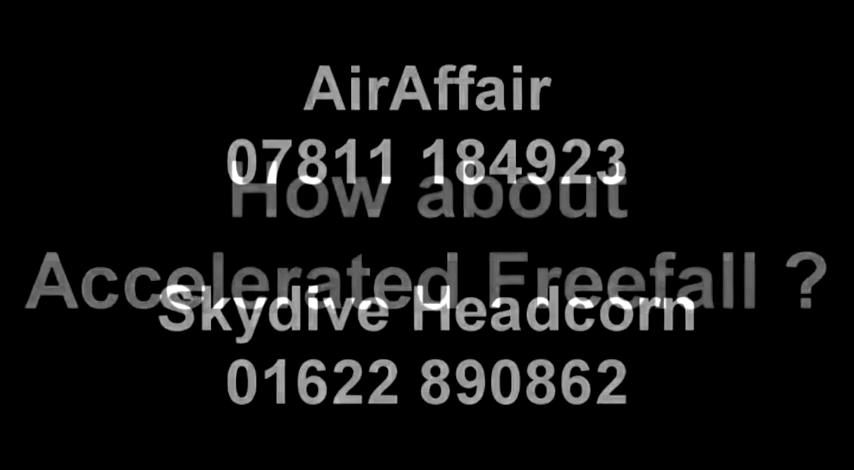 AirAffair
07811 184923
How about
Accelerated Freefall ?
Skydive Headcorn
01622 890862